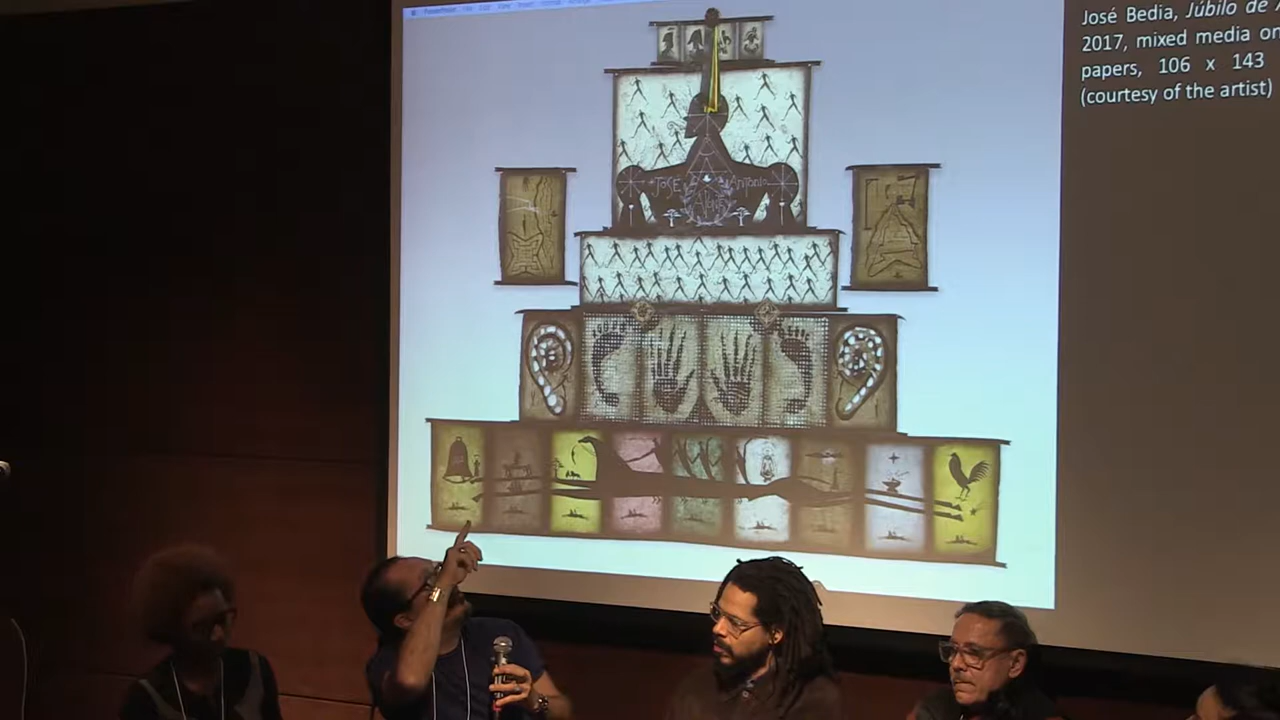 José Bedia, Júbilo de
2017, mixed media on
papers, 106 x 143
(courtesy of the artist)
JOSÉ Antonio